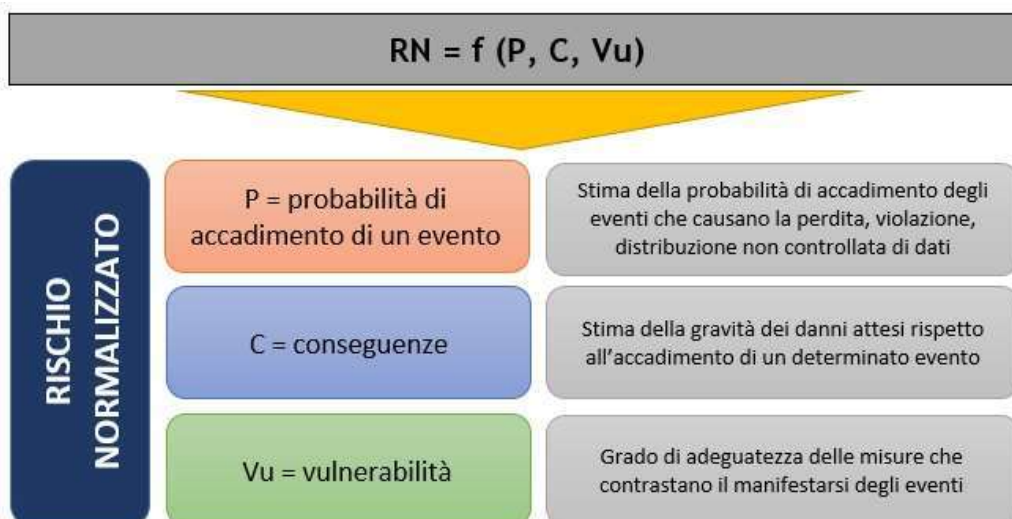 RN = f (P, C, Vu)
RISCHIO
NORMALIZZATO
P = probabilità di
accadimento di un evento
Stima della probabilità di accadimento degli
eventi che causano la perdita, violazione,
distribuzione non controllata di dati
C = conseguenze
Stima della gravità dei danni attesi rispetto
all'accadimento di un determinato evento
Vu = vulnerabilità
Grado di adeguatezza delle misure che
contrastano il manifestarsi degli eventi